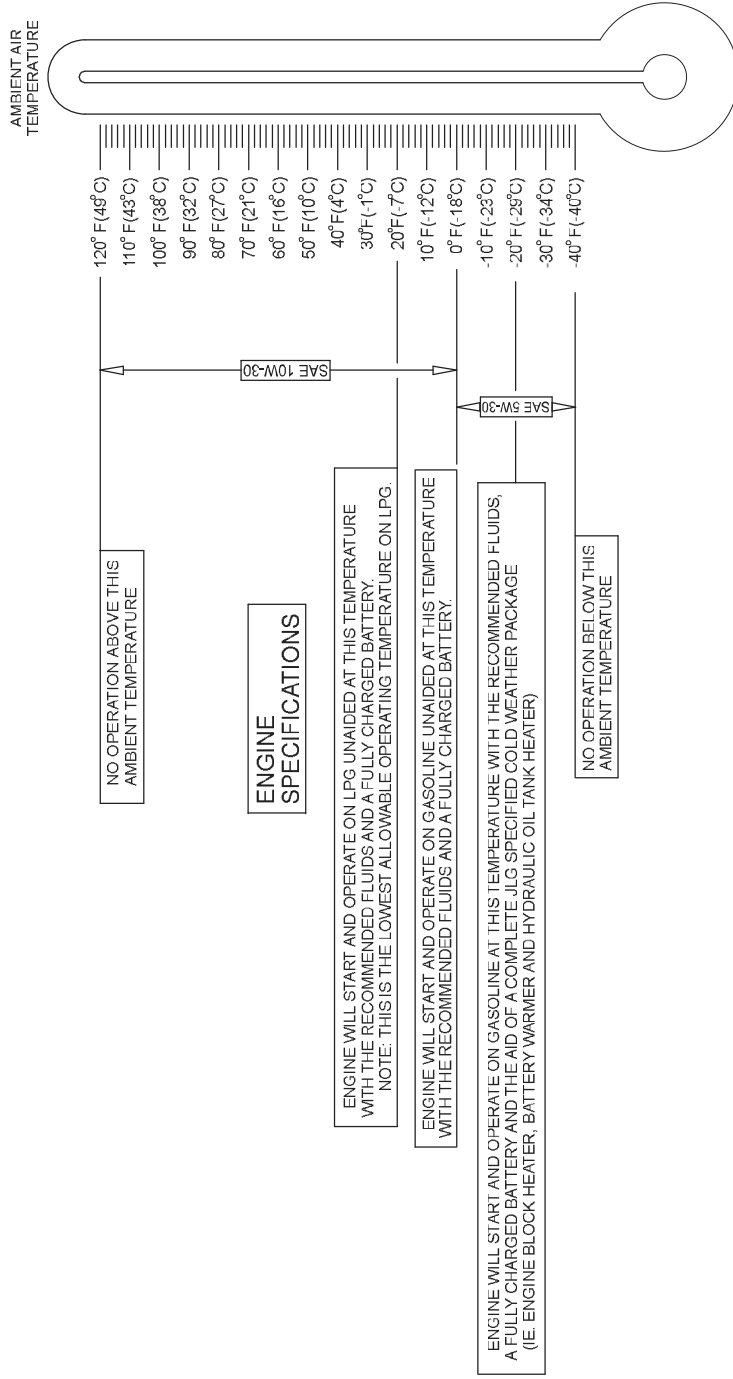 AMBIENT AIR
TEMPERATURE
120°F(49°C)
110°F(43°C)
100°F(38°C)
90°F(32°C)
80°F(27°C)
70°F(21°C)
60°F(16°C)
50°F(10°C)
40°F(4°C)
30°F(-1°C)
20°F(-7°C)
10°F(-12°C)
0°F(-18°C)
-10°F(-23°C)
-20°F(-29°C)
-30°F(-34°C)
-40°F(-40°C)
SAE 10W-30
SAE 5W-30
NO OPERATION ABOVE THIS
AMBIENT TEMPERATURE
ENGINE
SPECIFICATIONS
ENGINE WILL START AND OPERATE ON LPG UNAIDED AT THIS TEMPERATURE
WITH THE RECOMMENDED FLUIDS AND A FULLY CHARGED BATTERY.
NOTE: THIS IS THE LOWEST ALLOWABLE OPERATING TEMPERATURE ON LPG.
ENGINE WILL START AND OPERATE ON GASOLINE UNAIDED AT THIS TEMPERATURE
WITH THE RECOMMENDED FLUIDS AND A FULLY CHARGED BATTERY.
ENGINE WILL START AND OPERATE ON GASOLINE AT THIS TEMPERATURE WITH THE RECOMMENDED FLUIDS,
A FULLY CHARGED BATTERY AND THE AID OF A COMPLETE JLG SPECIFIED COLD WEATHER PACKAGE
(IE. ENGINE BLOCK HEATER, BATTERY WARMER AND HYDRAULIC OIL TANK HEATER)
NO OPERATION BELOW THIS
AMBIENT TEMPERATURE